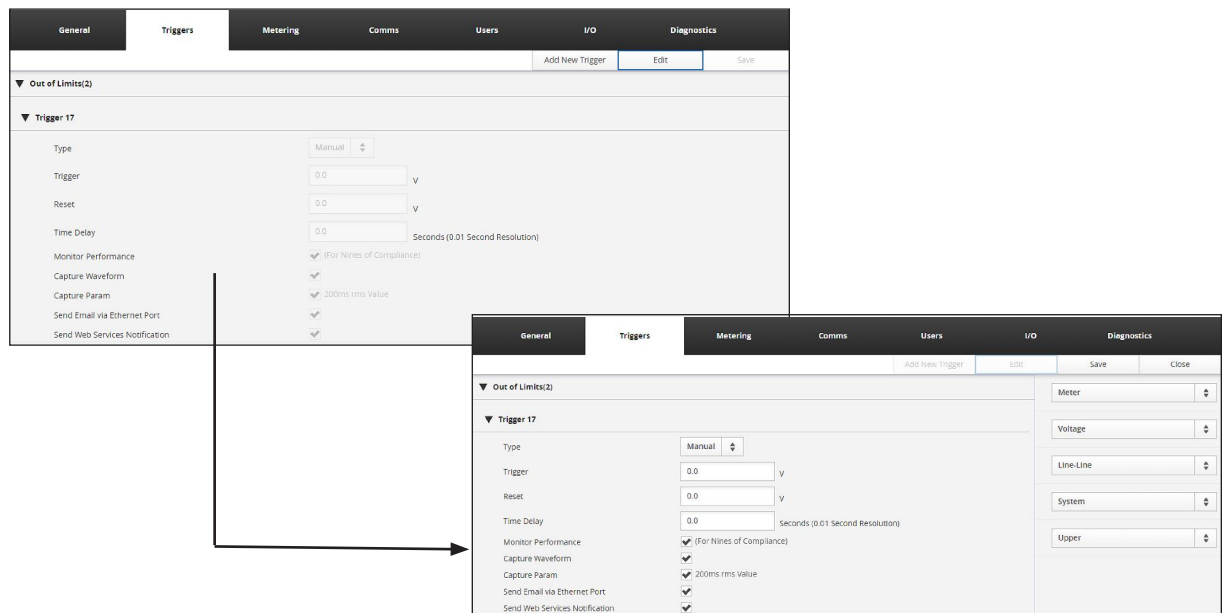 General Triggers Metering Comms Users I/O Diagnostics
Add New Trigger Edit Save
Out of Limits(2)
Trigger 17
Type Manual
Trigger 0.0 V
Reset 0.0 V
Time Delay 0.0 Seconds (0.01 Second Resolution)
Monitor Performance (For Nines of Compliance)
Capture Waveform
Capture Param 200ms rms Value
Send Email via Ethernet Port
Send Web Services Notification
General Triggers Metering Comms Users I/O Diagnostics
Add New Trigger Edit Save Close
Out of Limits(2)
Trigger 17
Type Manual
Trigger 0.0 V
Reset 0.0 V
Time Delay 0.0 Seconds (0.01 Second Resolution)
Monitor Performance (For Nines of Compliance)
Capture Waveform
Capture Param 200ms rms Value
Send Email via Ethernet Port
Send Web Services Notification
Meter
Voltage
Line-Line
System
Upper